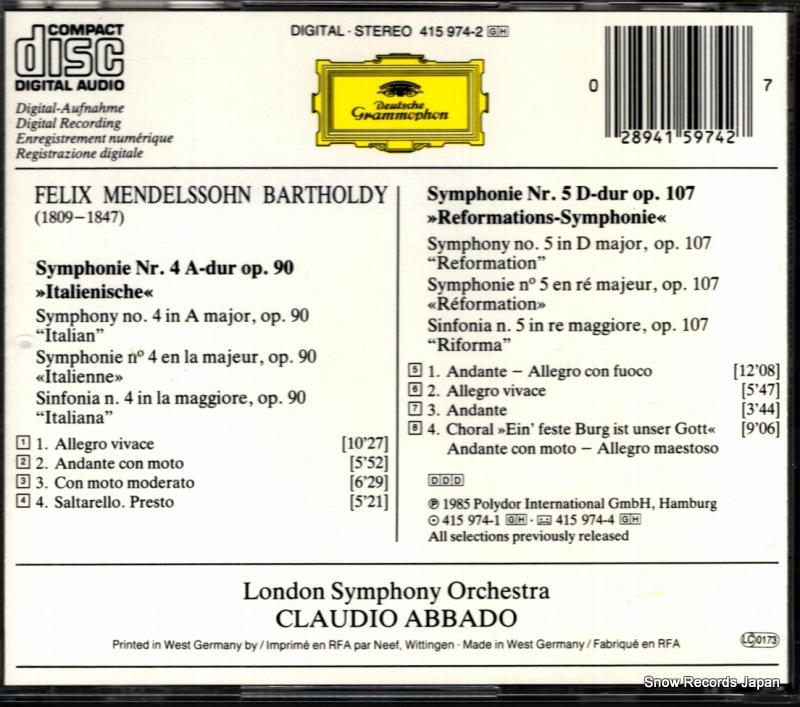 COMPACT
disc
DIGITAL AUDIO
Digital-Aufnahme
Digital Recording
Enregistrement numérique
Registrazione digitale
DIGITAL · STEREO 415 974-2 GH
Deutsche
Grammophon
0 28941 59742 7
FELIX MENDELSSOHN BARTHOLDY
(1809–1847)
Symphonie Nr. 4 A-dur op. 90
»Italienische«
Symphony no. 4 in A major, op. 90
“Italian”
Symphonie nº 4 en la majeur, op. 90
«Italienne»
Sinfonia n. 4 in la maggiore, op. 90
“Italiana”
1 1. Allegro vivace [10'27]
2 2. Andante con moto [5'52]
3 3. Con moto moderato [6'29]
4 4. Saltarello. Presto [5'21]
Symphonie Nr. 5 D-dur op. 107
»Reformations-Symphonie«
Symphony no. 5 in D major, op. 107
“Reformation”
Symphonie nº 5 en ré majeur, op. 107
«Réformation»
Sinfonia n. 5 in re maggiore, op. 107
“Riforma”
5 1. Andante – Allegro con fuoco [12'08]
6 2. Allegro vivace [5'47]
7 3. Andante [3'44]
8 4. Choral »Ein' feste Burg ist unser Gott« [9'06]
Andante con moto – Allegro maestoso
DDD
℗ 1985 Polydor International GmbH, Hamburg
415 974-1 GH · 415 974-4 GH
All selections previously released
London Symphony Orchestra
CLAUDIO ABBADO
Printed in West Germany by / Imprimé en RFA par Neef, Wittingen · Made in West Germany / Fabriqué en RFA
LC 0173
Snow Records Japan